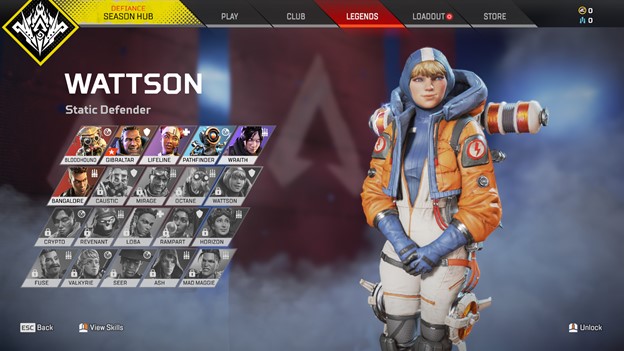 DEFIANCE
SEASON HUB
PLAY
CLUB
LEGENDS
LOADOUT
STORE
0
0
WATTSON
Static Defender
BLOODHOUND
GIBRALTAR
LIFELINE
PATHFINDER
WRAITH
BANGALORE
CAUSTIC
MIRAGE
OCTANE
WATTSON
CRYPTO
REVENANT
LOBA
RAMPART
HORIZON
FUSE
VALKYRIE
SEER
ASH
MAD MAGGIE
ESC Back
View Skills
Unlock